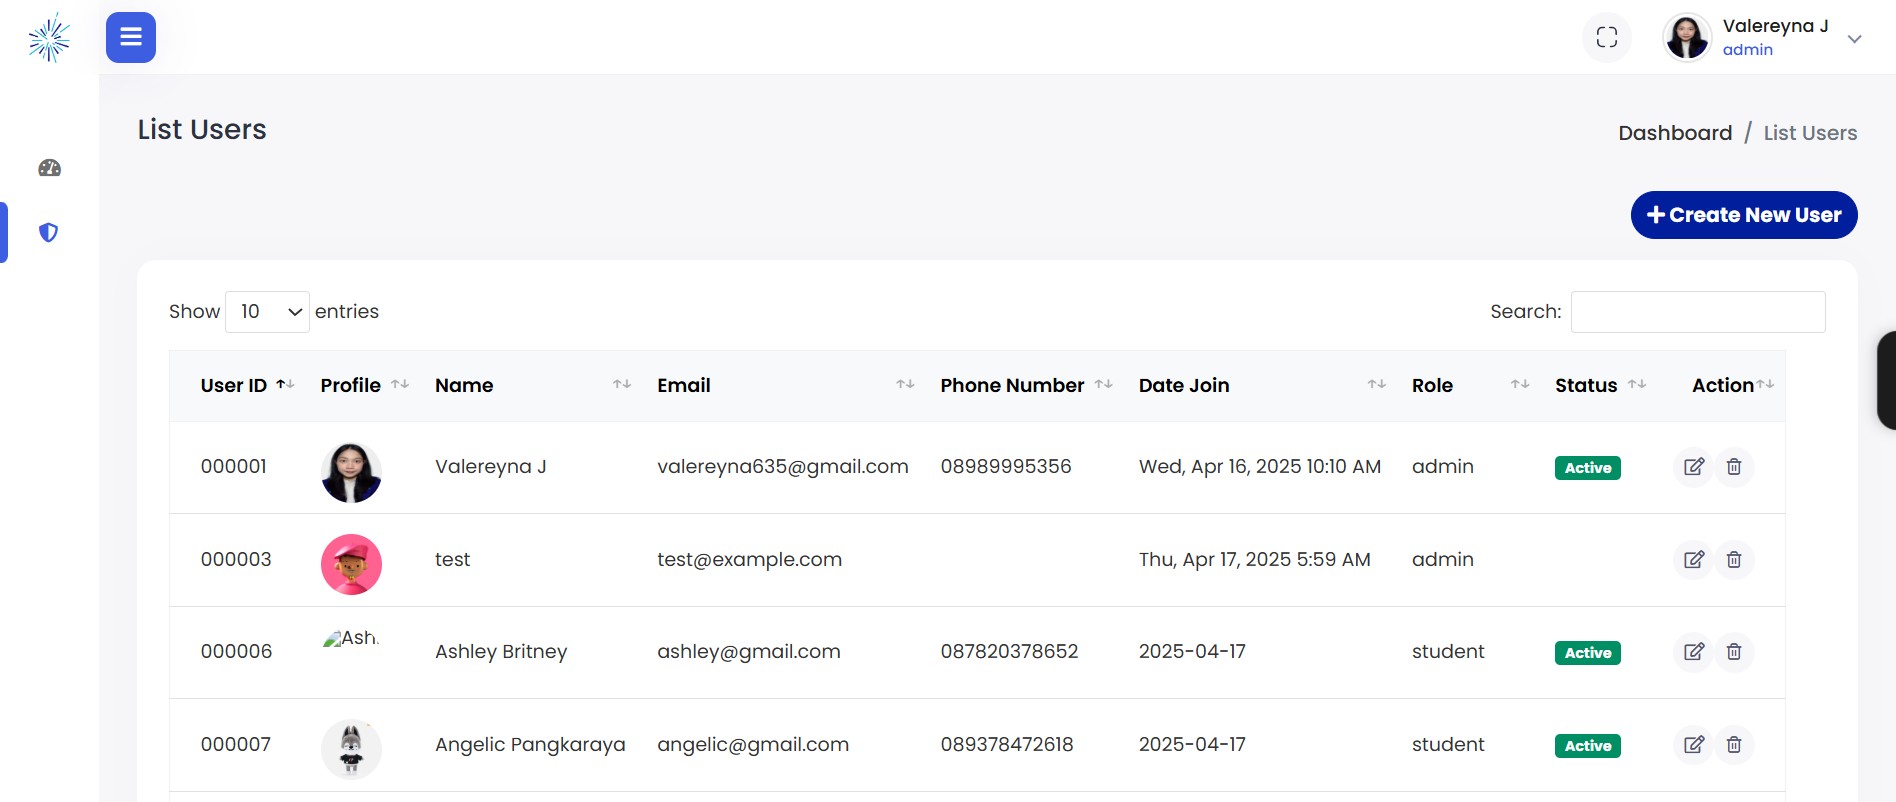 Valereyna J
admin
List Users
Dashboard / List Users
Create New User
Show 10 entries
Search:
User ID Profile Name Email Phone Number Date Join Role Status Action
000001 Valereyna J valereyna635@gmail.com 08989995356 Wed, Apr 16, 2025 10:10 AM admin Active
000003 test test@example.com Thu, Apr 17, 2025 5:59 AM admin
000006 Ash Ashley Britney ashley@gmail.com 087820378652 2025-04-17 student Active
000007 Angelic Pangkaraya angelic@gmail.com 089378472618 2025-04-17 student Active